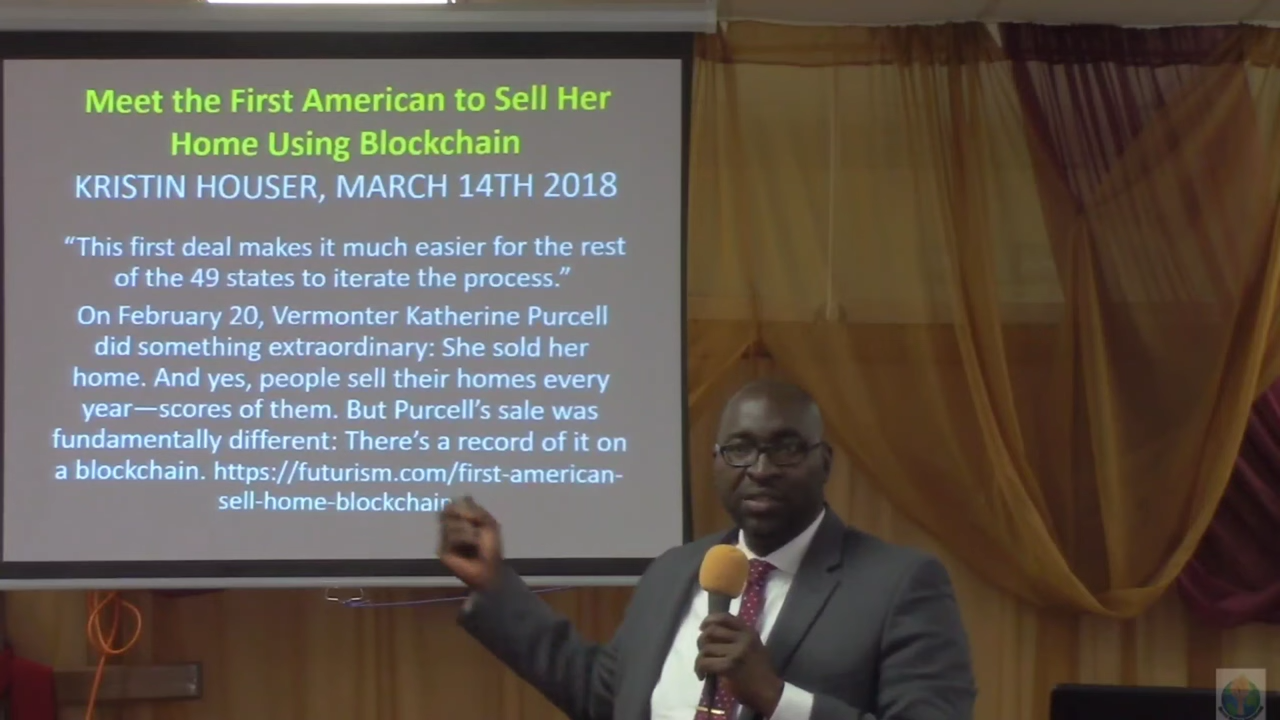 Meet the First American to Sell Her
Home Using Blockchain
KRISTIN HOUSER, MARCH 14TH 2018
“This first deal makes it much easier for the rest
of the 49 states to iterate the process.”
On February 20, Vermonter Katherine Purcell
did something extraordinary: She sold her
home. And yes, people sell their homes every
year—scores of them. But Purcell’s sale was
fundamentally different: There’s a record of it on
a blockchain. https://futurism.com/first-american-
sell-home-blockchain